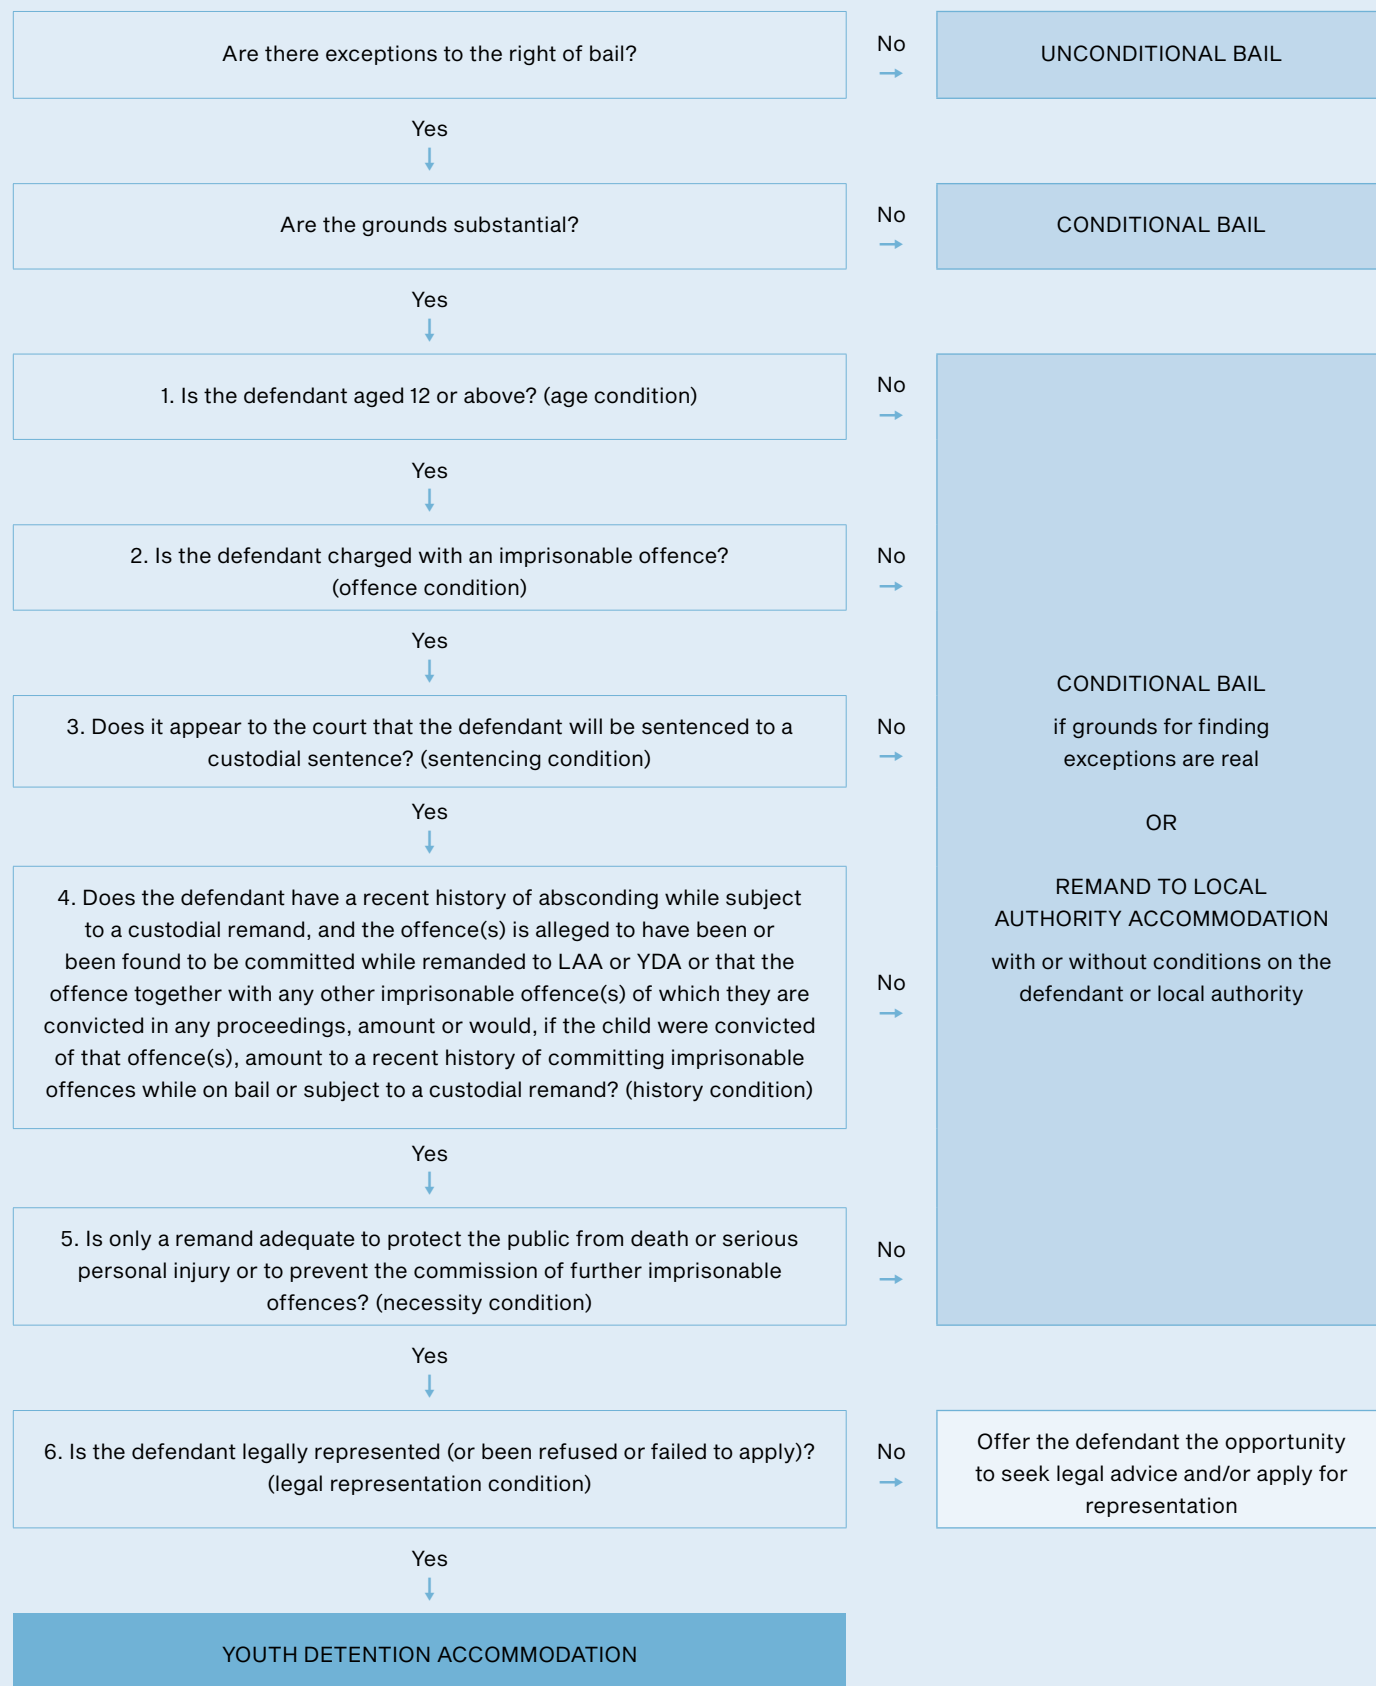 Are there exceptions to the right of bail?
No
UNCONDITIONAL BAIL
Yes
Are the grounds substantial?
No
CONDITIONAL BAIL
Yes
1. Is the defendant aged 12 or above? (age condition)
No
Yes
2. Is the defendant charged with an imprisonable offence?
(offence condition)
No
Yes
3. Does it appear to the court that the defendant will be sentenced to a
custodial sentence? (sentencing condition)
No
Yes
4. Does the defendant have a recent history of absconding while subject
to a custodial remand, and the offence(s) is alleged to have been or
been found to be committed while remanded to LAA or YDA or that the
offence together with any other imprisonable offence(s) of which they are
convicted in any proceedings, amount or would, if the child were convicted
of that offence(s), amount to a recent history of committing imprisonable
offences while on bail or subject to a custodial remand? (history condition)
No
Yes
5. Is only a remand adequate to protect the public from death or serious
personal injury or to prevent the commission of further imprisonable
offences? (necessity condition)
No
CONDITIONAL BAIL
if grounds for finding
exceptions are real
OR
REMAND TO LOCAL
AUTHORITY ACCOMMODATION
with or without conditions on the
defendant or local authority
Yes
6. Is the defendant legally represented (or been refused or failed to apply)?
(legal representation condition)
No
Offer the defendant the opportunity
to seek legal advice and/or apply for
representation
Yes
YOUTH DETENTION ACCOMMODATION